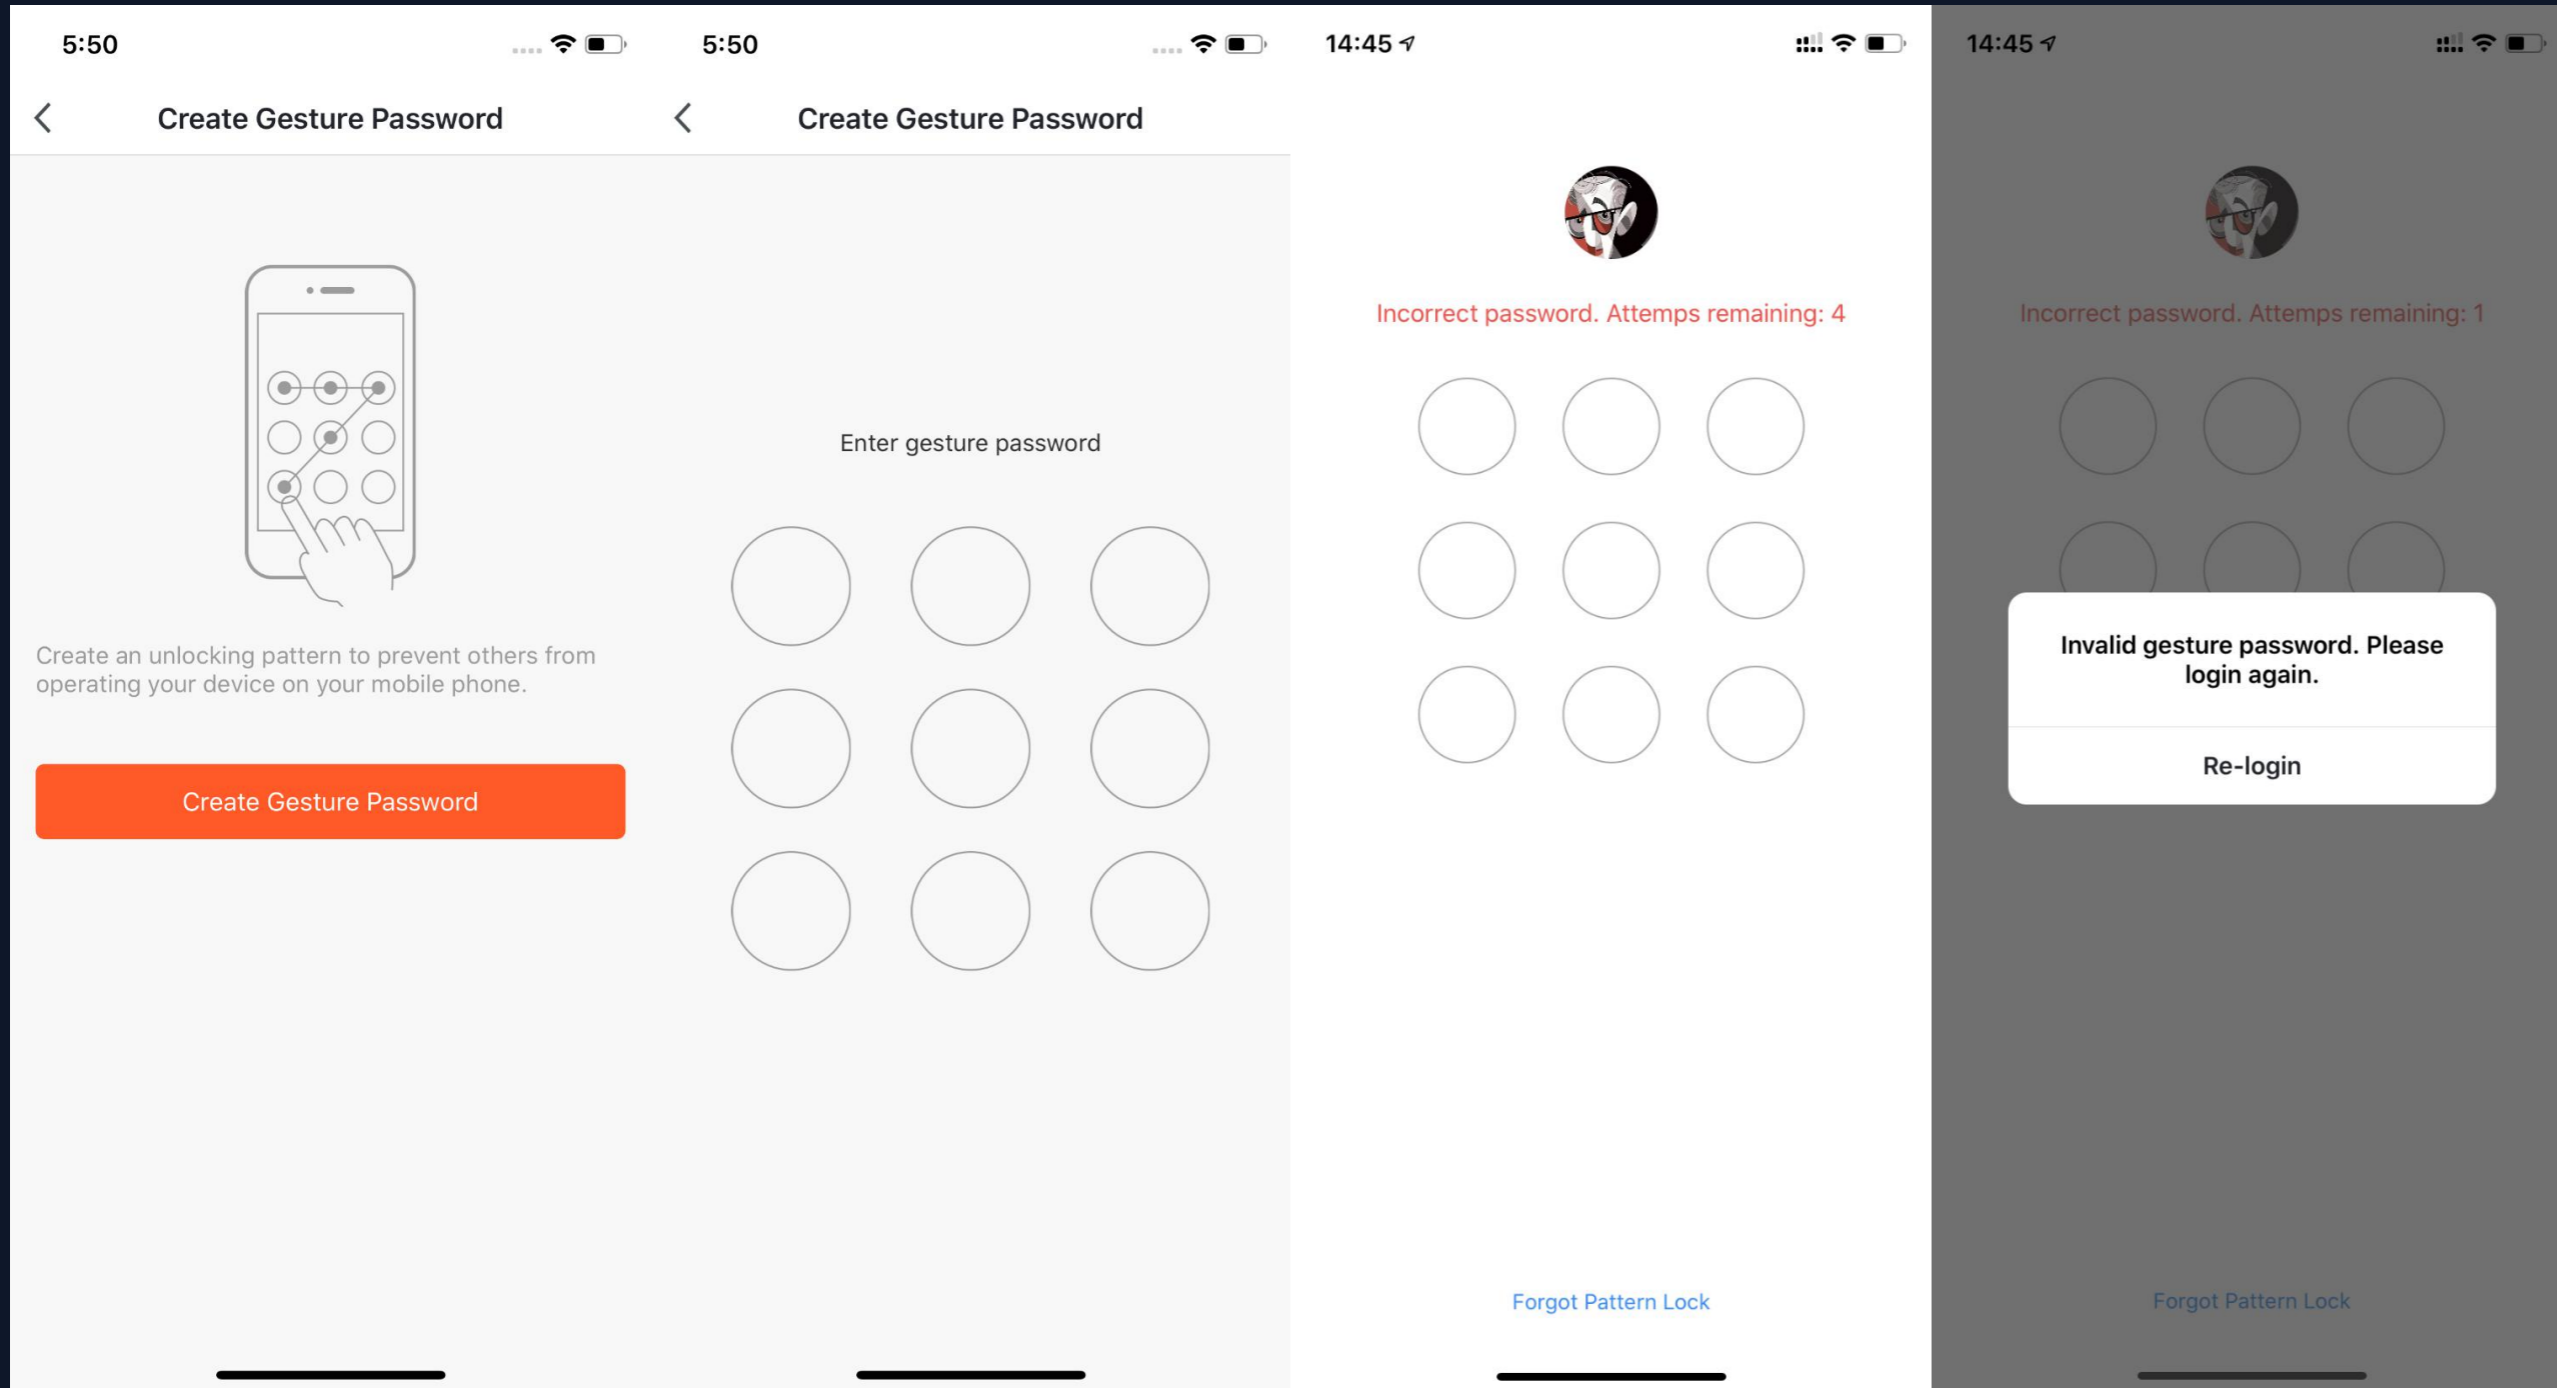 5:50
Create Gesture Password
Create an unlocking pattern to prevent others from
operating your device on your mobile phone.
Create Gesture Password
5:50
Create Gesture Password
Enter gesture password
14:45
Incorrect password. Attemps remaining: 4
Forgot Pattern Lock
14:45
Incorrect password. Attemps remaining: 1
Invalid gesture password. Please
login again.
Re-login
Forgot Pattern Lock